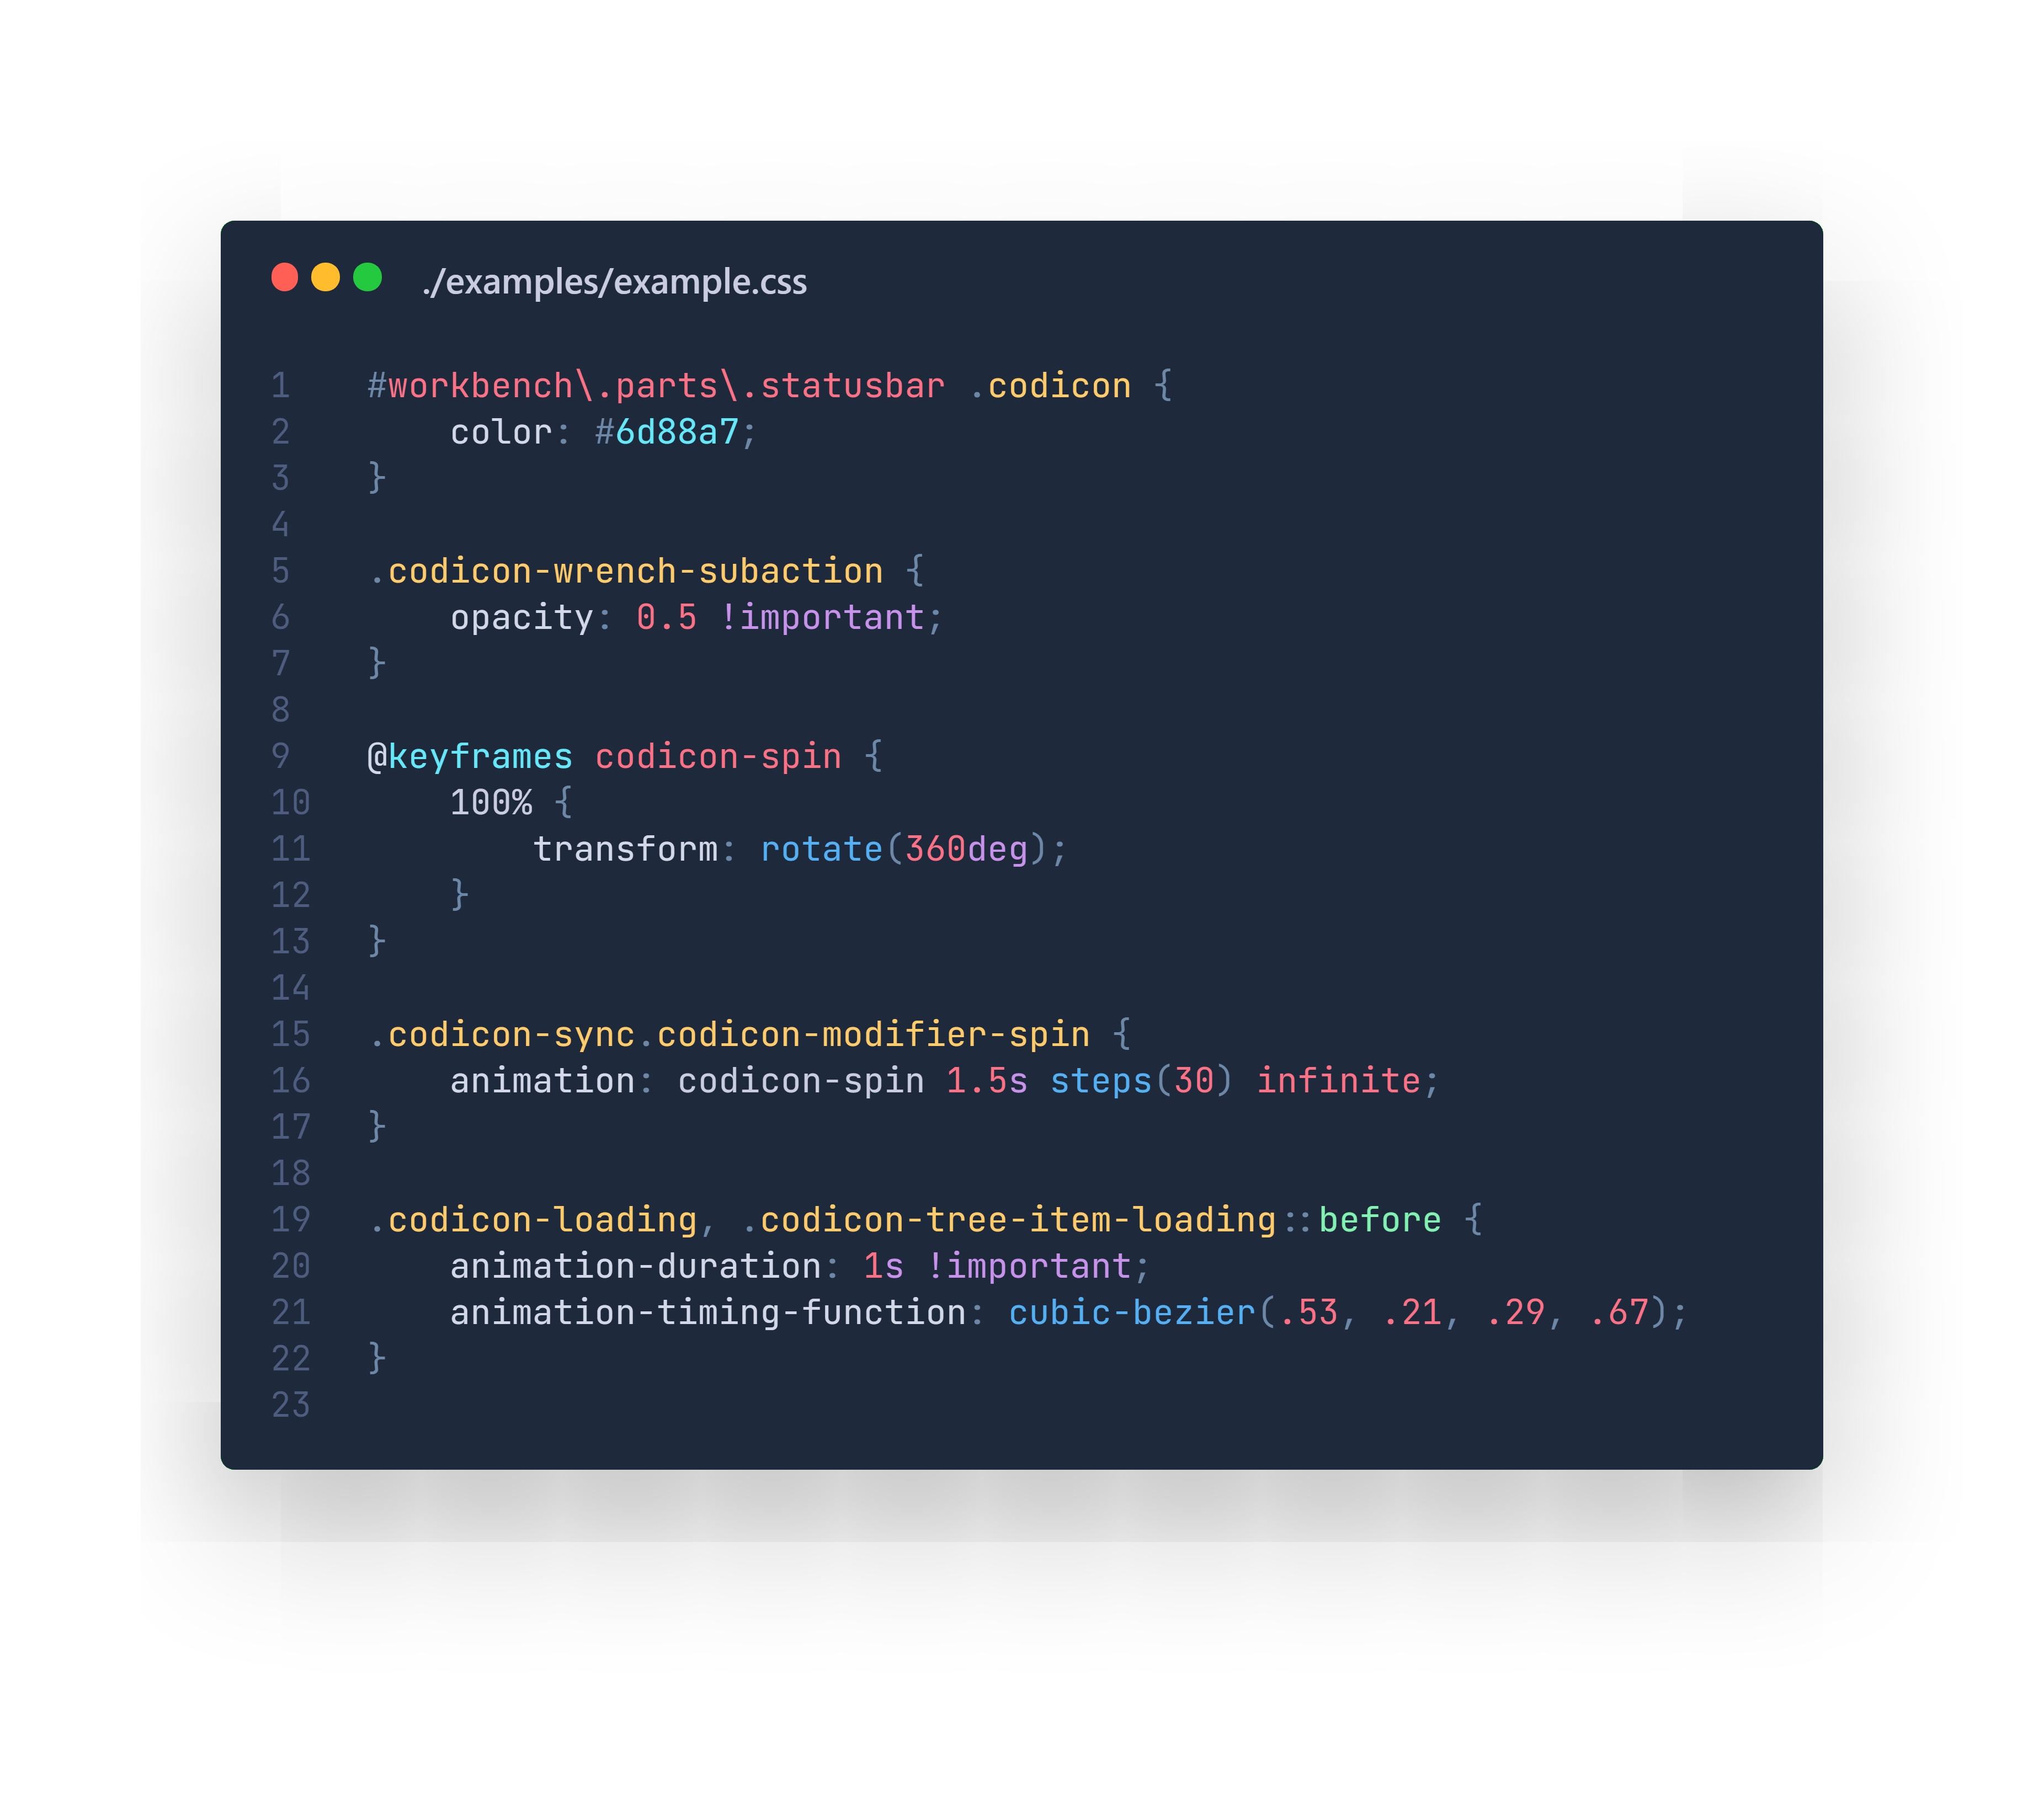 ./examples/example.css
1 #workbench\.parts\.statusbar .codicon {
2     color: #6d88a7;
3 }
4
5 .codicon-wrench-subaction {
6     opacity: 0.5 !important;
7 }
8
9 @keyframes codicon-spin {
10     100% {
11         transform: rotate(360deg);
12     }
13 }
14
15 .codicon-sync.codicon-modifier-spin {
16     animation: codicon-spin 1.5s steps(30) infinite;
17 }
18
19 .codicon-loading, .codicon-tree-item-loading::before {
20     animation-duration: 1s !important;
21     animation-timing-function: cubic-bezier(.53, .21, .29, .67);
22 }
23